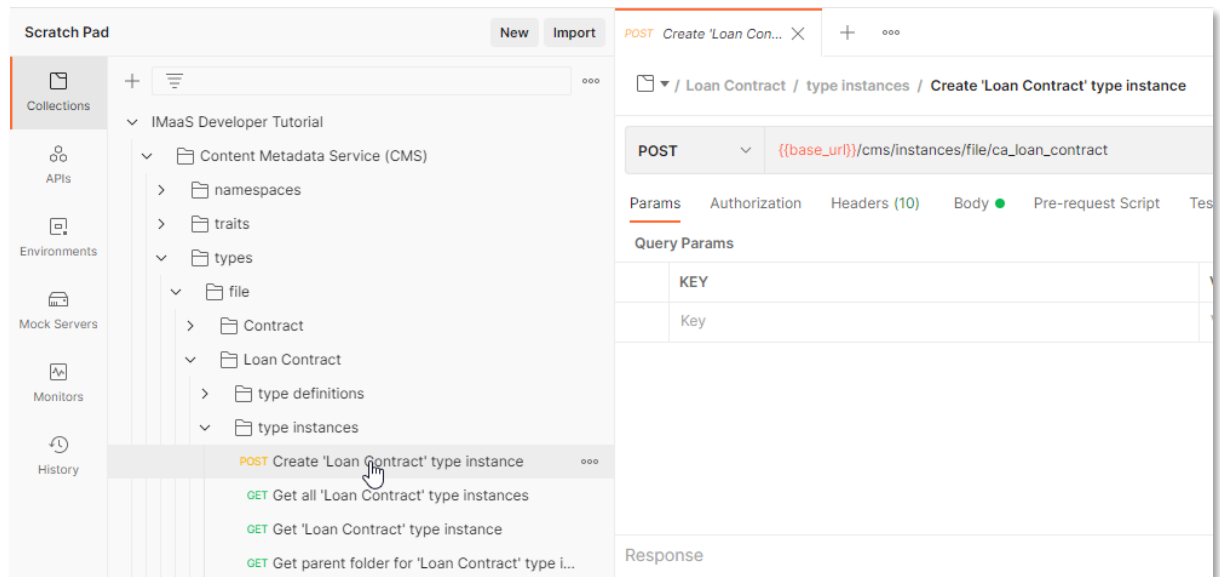 Scratch Pad
New
Import
Collections
APIs
Environments
Mock Servers
Monitors
History
IMaaS Developer Tutorial
Content Metadata Service (CMS)
namespaces
traits
types
file
Contract
Loan Contract
type definitions
type instances
POST Create 'Loan Contract' type instance
GET Get all 'Loan Contract' type instances
GET Get 'Loan Contract' type instance
GET Get parent folder for 'Loan Contract' type i...
POST Create 'Loan Con...
/ Loan Contract / type instances / Create 'Loan Contract' type instance
POST {{base_url}}/cms/instances/file/ca_loan_contract
Params Authorization Headers (10) Body Pre-request Script Tes
Query Params
KEY
Key
Response